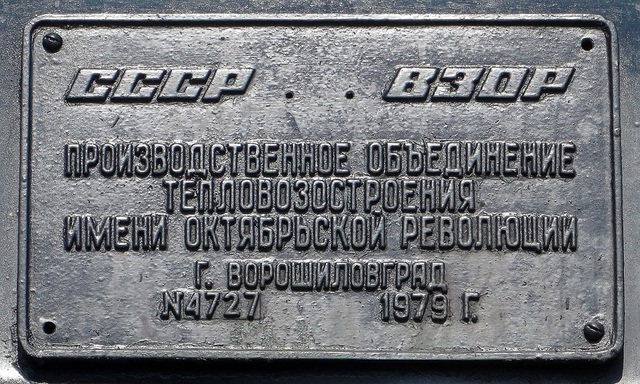 СССР . . ВЗОР
ПРОИЗВОДСТВЕННОЕ ОБЪЕДИНЕНИЕ
ТЕПЛОВОЗОСТРОЕНИЯ
ИМЕНИ ОКТЯБРЬСКОЙ РЕВОЛЮЦИИ
Г. ВОРОШИЛОВГРАД
N4727 1979 Г.